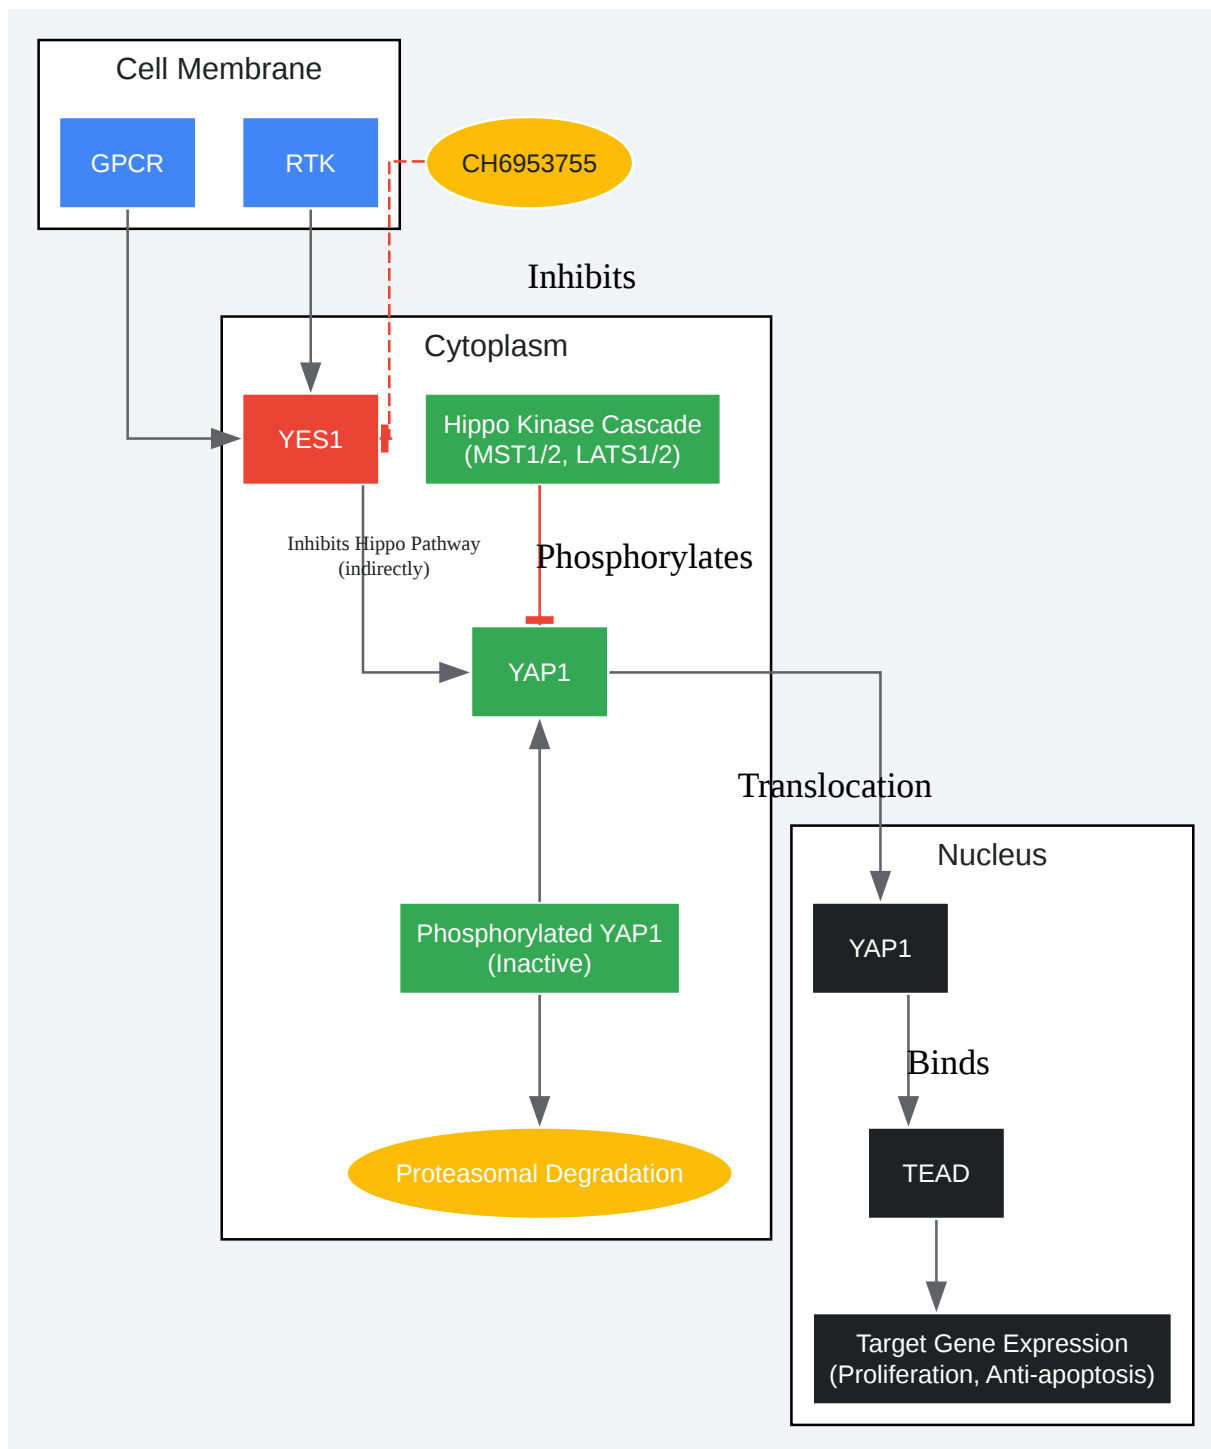 Cell Membrane
GPCR
RTK
CH6953755
Inhibits
Cytoplasm
YES1
Hippo Kinase Cascade
(MST1/2, LATS1/2)
Inhibits Hippo Pathway
(indirectly)
Phosphorylates
YAP1
Translocation
Nucleus
Phosphorylated YAP1
(Inactive)
YAP1
Binds
Proteasomal Degradation
TEAD
Target Gene Expression
(Proliferation, Anti-apoptosis)